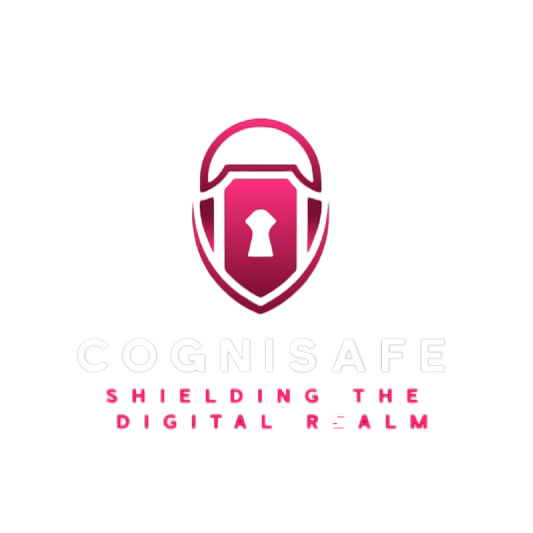 COGNISAFE
SHIELDING THE
DIGITAL REALM